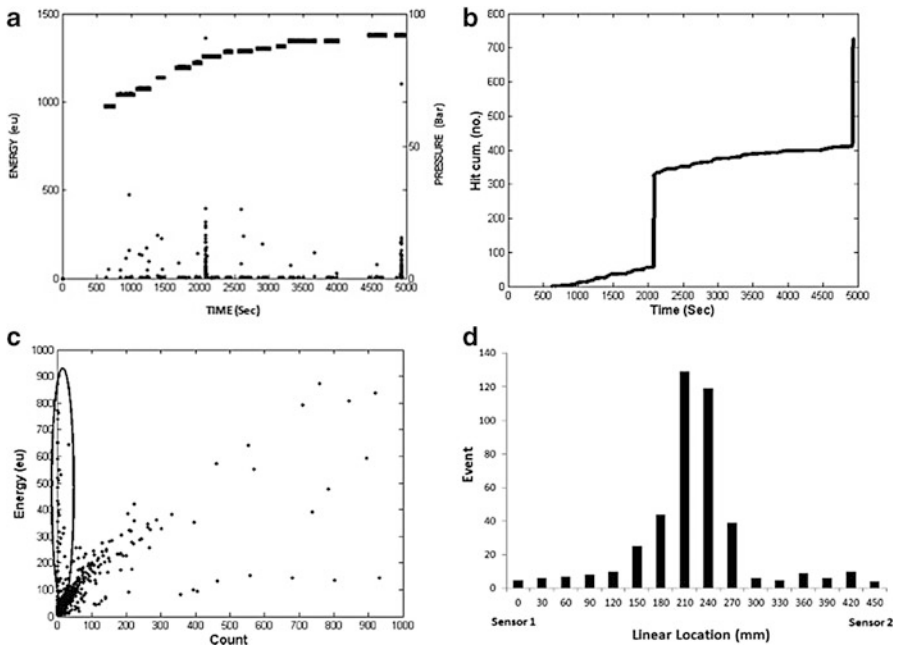 a
1500
1000
500
0
ENERGY (eu)
100
50
0
PRESSURE (Bar)
0 500 1000 1500 2000 2500 3000 3500 4000 4500 5000
TIME (Sec)
b
800
700
600
500
400
300
200
100
0
Hit cum. (no.)
0 500 1000 1500 2000 2500 3000 3500 4000 4500 5000
Time (Sec)
c
1000
900
800
700
600
500
400
300
200
100
0
Energy (eu)
0 100 200 300 400 500 600 700 800 900 1000
Count
d
140
120
100
80
60
40
20
0
Event
0 30 60 90 120 150 180 210 240 270 300 330 360 390 420 450
Sensor 1 Sensor 2
Linear Location (mm)